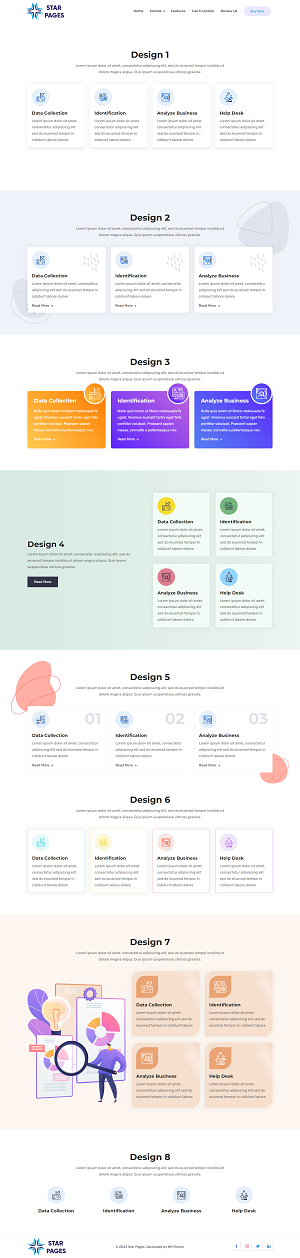 STAR
PAGES
Home Demos Features Call To Action Review Us Buy Now
Design 1
Lorem ipsum dolor sit amet, consectetur adipiscing elit, sed do eiusmod tempor incididunt ut labore et
dolore magna aliqua. Quis ipsum suspendisse ultrices gravida.
Data Collection Identification Analyze Business Help Desk
Lorem ipsum dolor sit amet, Lorem ipsum dolor sit amet, Lorem ipsum dolor sit amet, Lorem ipsum dolor sit amet,
consectetur adipiscing elit consectetur adipiscing elit consectetur adipiscing elit consectetur adipiscing elit
do eiusmod tempor in do eiusmod tempor in do eiusmod tempor in do eiusmod tempor in
cididunt labore dolore cididunt labore dolore cididunt labore dolore cididunt labore dolore
Design 2
Lorem ipsum dolor sit amet, consectetur adipiscing elit, sed do eiusmod tempor incididunt ut labore et
dolore magna aliqua. Quis ipsum suspendisse ultrices gravida.
Data Collection Identification Analyze Business
Lorem ipsum dolor sit amet, consectetur Lorem ipsum dolor sit amet, consectetur Lorem ipsum dolor sit amet, consectetur
adipiscing elit do eiusmod tempor in adipiscing elit do eiusmod tempor in adipiscing elit do eiusmod tempor in
cididunt labore dolore cididunt labore dolore cididunt labore dolore
Read More → Read More → Read More →
Design 3
Lorem ipsum dolor sit amet, consectetur adipiscing elit, sed do eiusmod tempor incididunt ut labore et
dolore magna aliqua. Quis ipsum suspendisse ultrices gravida.
Data Collection Identification Analyze Business
Nulla quis lorem ut libero malesuada fe Nulla quis lorem ut libero malesuada fe Nulla quis lorem ut libero malesuada fe
ugiat. Vivamus suscipit tortor eget felis ugiat. Vivamus suscipit tortor eget felis ugiat. Vivamus suscipit tortor eget felis
porttitor volutpat. Praesent sapien porttitor volutpat. Praesent sapien porttitor volutpat. Praesent sapien
massa, convallis a pellentesque nec. massa, convallis a pellentesque nec. massa, convallis a pellentesque nec.
Read More → Read More → Read More →
Data Collection Identification
Lorem ipsum dolor sit amet, Lorem ipsum dolor sit amet,
consectetur adipiscing elit consectetur adipiscing elit
do eiusmod tempor in do eiusmod tempor in
cididunt labore dolore cididunt labore dolore
Design 4
Lorem ipsum dolor sit amet, consectetur adipiscing elit, sed do
eiusmod tempor incididunt ut labore et dolore magna aliqua. Quis ipsum
suspendisse ultrices gravida.
Read More
Analyze Business Help Desk
Lorem ipsum dolor sit amet, Lorem ipsum dolor sit amet,
consectetur adipiscing elit consectetur adipiscing elit
do eiusmod tempor in do eiusmod tempor in
cididunt labore dolore cididunt labore dolore
Design 5
Lorem ipsum dolor sit amet, consectetur adipiscing elit, sed do eiusmod tempor incididunt ut labore et
dolore magna aliqua. Quis ipsum suspendisse ultrices gravida.
01 02 03
Data Collection Identification Analyze Business
Lorem ipsum dolor sit amet, consectetur Lorem ipsum dolor sit amet, consectetur Lorem ipsum dolor sit amet, consectetur
adipiscing elit do eiusmod tempor in adipiscing elit do eiusmod tempor in adipiscing elit do eiusmod tempor in
cididunt labore dolore cididunt labore dolore cididunt labore dolore
Read More → Read More → Read More →
Design 6
Lorem ipsum dolor sit amet, consectetur adipiscing elit, sed do eiusmod tempor incididunt ut labore et
dolore magna aliqua. Quis ipsum suspendisse ultrices gravida.
Data Collection Identification Analyze Business Help Desk
Lorem ipsum dolor sit amet, Lorem ipsum dolor sit amet, Lorem ipsum dolor sit amet, Lorem ipsum dolor sit amet,
consectetur adipiscing elit consectetur adipiscing elit consectetur adipiscing elit consectetur adipiscing elit
do eiusmod tempor in do eiusmod tempor in do eiusmod tempor in do eiusmod tempor in
cididunt labore dolore cididunt labore dolore cididunt labore dolore cididunt labore dolore
Design 7
Lorem ipsum dolor sit amet, consectetur adipiscing elit, sed do eiusmod tempor incididunt ut labore et
dolore magna aliqua. Quis ipsum suspendisse ultrices gravida.
Data Collection Identification
Lorem ipsum dolor sit amet, Lorem ipsum dolor sit amet,
consectetur adipiscing elit sed do consectetur adipiscing elit sed do
eiusmod tempor in cididunt labore eiusmod tempor in cididunt labore
Analyze Business Help Desk
Lorem ipsum dolor sit amet, Lorem ipsum dolor sit amet,
consectetur adipiscing elit sed do consectetur adipiscing elit sed do
eiusmod tempor in cididunt labore eiusmod tempor in cididunt labore
Design 8
Lorem ipsum dolor sit amet, consectetur adipiscing elit, sed do eiusmod tempor incididunt ut labore et
dolore magna aliqua. Quis ipsum suspendisse ultrices gravida.
Data Collection Identification Analyze Business Help Desk
STAR
PAGES
© 2023 Star Pages. Developed by HivTheme